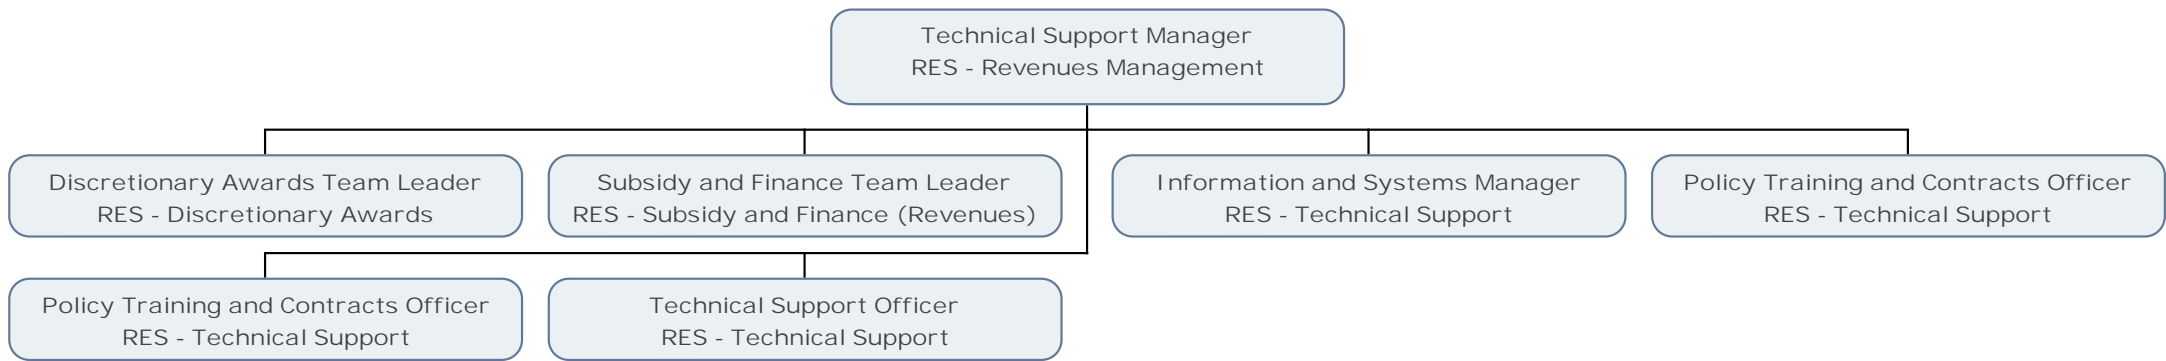 Technical Support Manager
RES - Revenues Management
Discretionary Awards Team Leader
RES - Discretionary Awards
Subsidy and Finance Team Leader
RES - Subsidy and Finance (Revenues)
Information and Systems Manager
RES - Technical Support
Policy Training and Contracts Officer
RES - Technical Support
Policy Training and Contracts Officer
RES - Technical Support
Technical Support Officer
RES - Technical Support